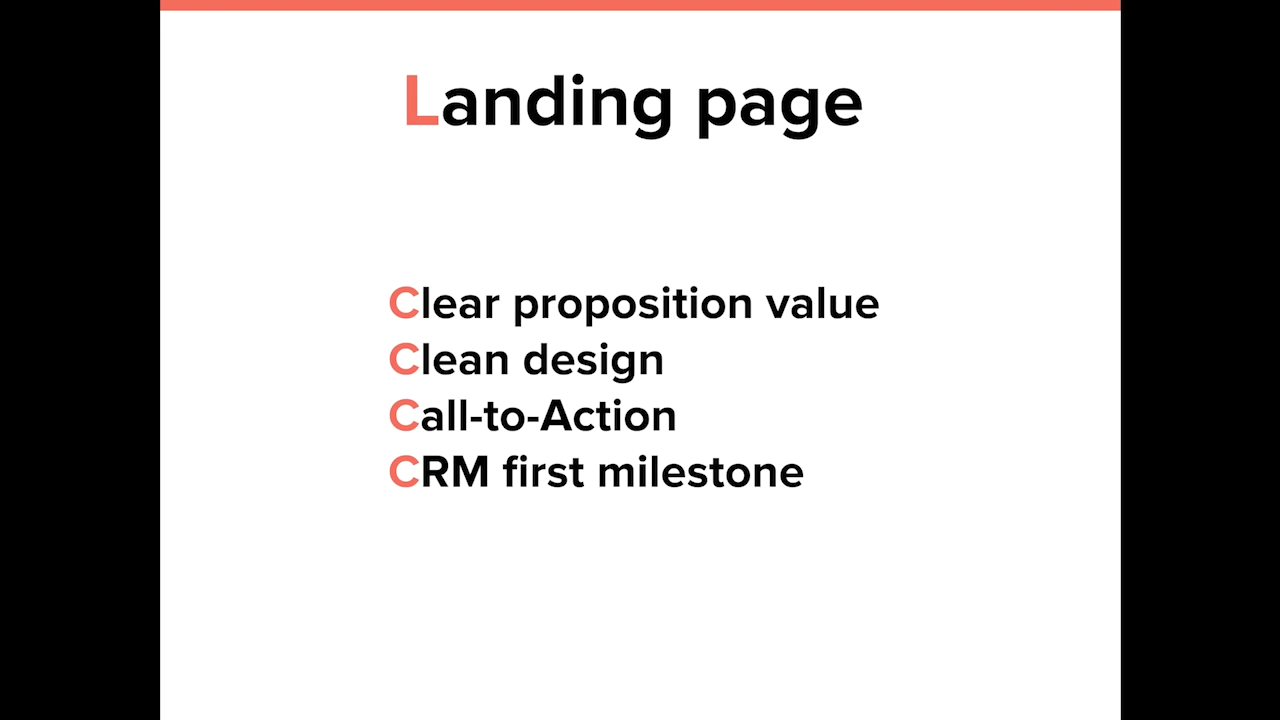 Landing page
Clear proposition value
Clean design
Call-to-Action
CRM first milestone